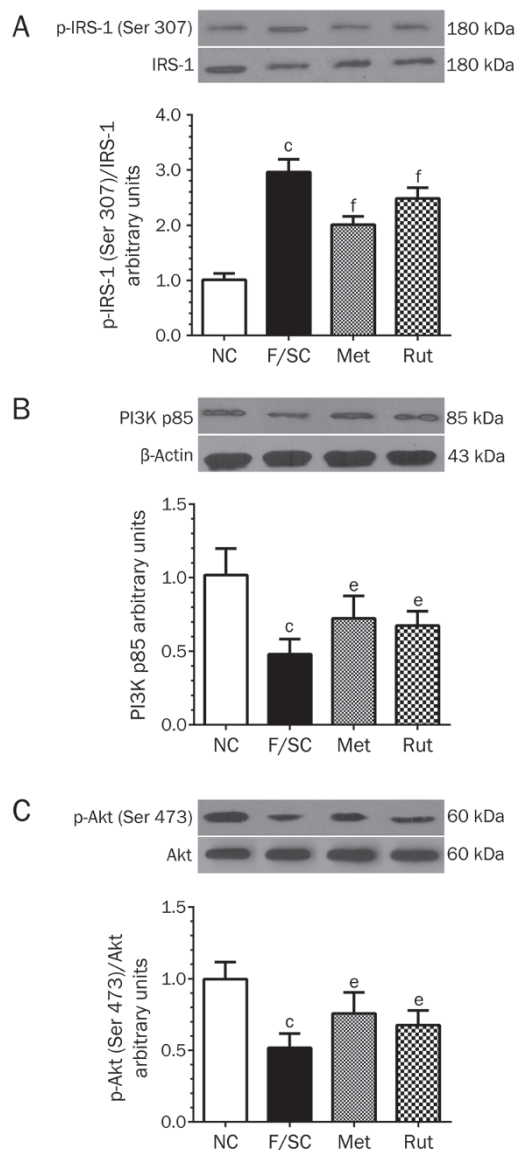 A
p-IRS-1 (Ser 307) 180 kDa
IRS-1 180 kDa
p-IRS-1 (Ser 307)/IRS-1
arbitrary units
4.0
3.0
2.0
1.0
0.0
c
f
f
NC F/SC Met Rut
B
PI3K p85 85 kDa
β-Actin 43 kDa
PI3K p85 arbitrary units
1.5
1.0
0.5
0.0
c
e
e
NC F/SC Met Rut
C
p-Akt (Ser 473) 60 kDa
Akt 60 kDa
p-Akt (Ser 473)/Akt
arbitrary units
1.5
1.0
0.5
0.0
c
e
e
NC F/SC Met Rut